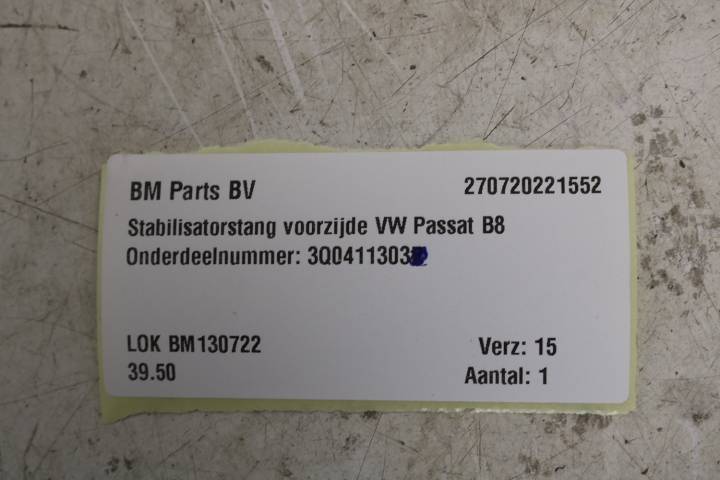 BM Parts BV 270720221552
Stabilisatorstang voorzijde VW Passat B8
Onderdeelnummer: 3Q0411303
LOK BM130722 Verz: 15
39.50 Aantal: 1